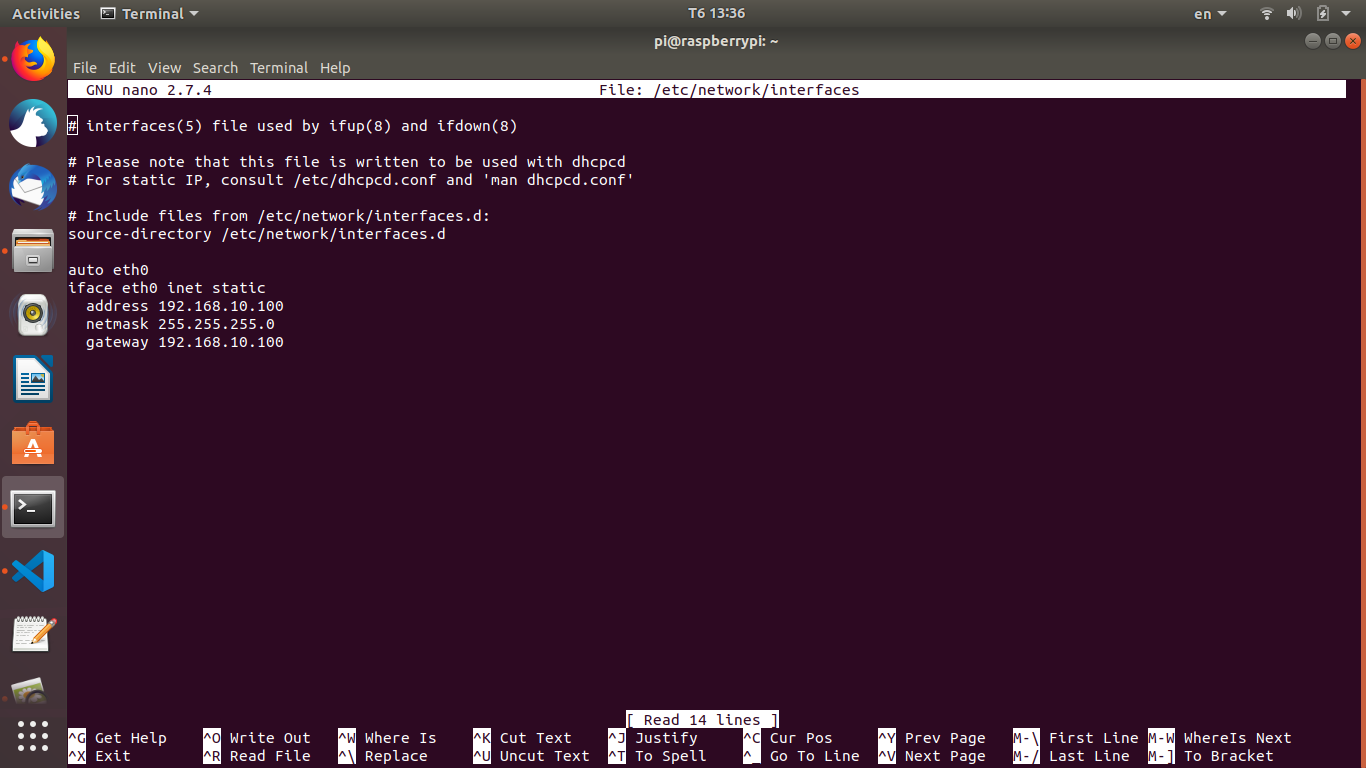 Activities Terminal T6 13:36 en
pi@raspberrypi: ~
File Edit View Search Terminal Help
GNU nano 2.7.4 File: /etc/network/interfaces
# interfaces(5) file used by ifup(8) and ifdown(8)
# Please note that this file is written to be used with dhcpcd
# For static IP, consult /etc/dhcpcd.conf and 'man dhcpcd.conf'
# Include files from /etc/network/interfaces.d:
source-directory /etc/network/interfaces.d
auto eth0
iface eth0 inet static
address 192.168.10.100
netmask 255.255.255.0
gateway 192.168.10.100
[ Read 14 lines ]
^G Get Help ^O Write Out ^W Where Is ^K Cut Text ^J Justify ^C Cur Pos ^Y Prev Page M-\ First Line M-W WhereIs Next
^X Exit ^R Read File ^\ Replace ^U Uncut Text ^T To Spell ^_ Go To Line ^V Next Page M-/ Last Line M-] To Bracket